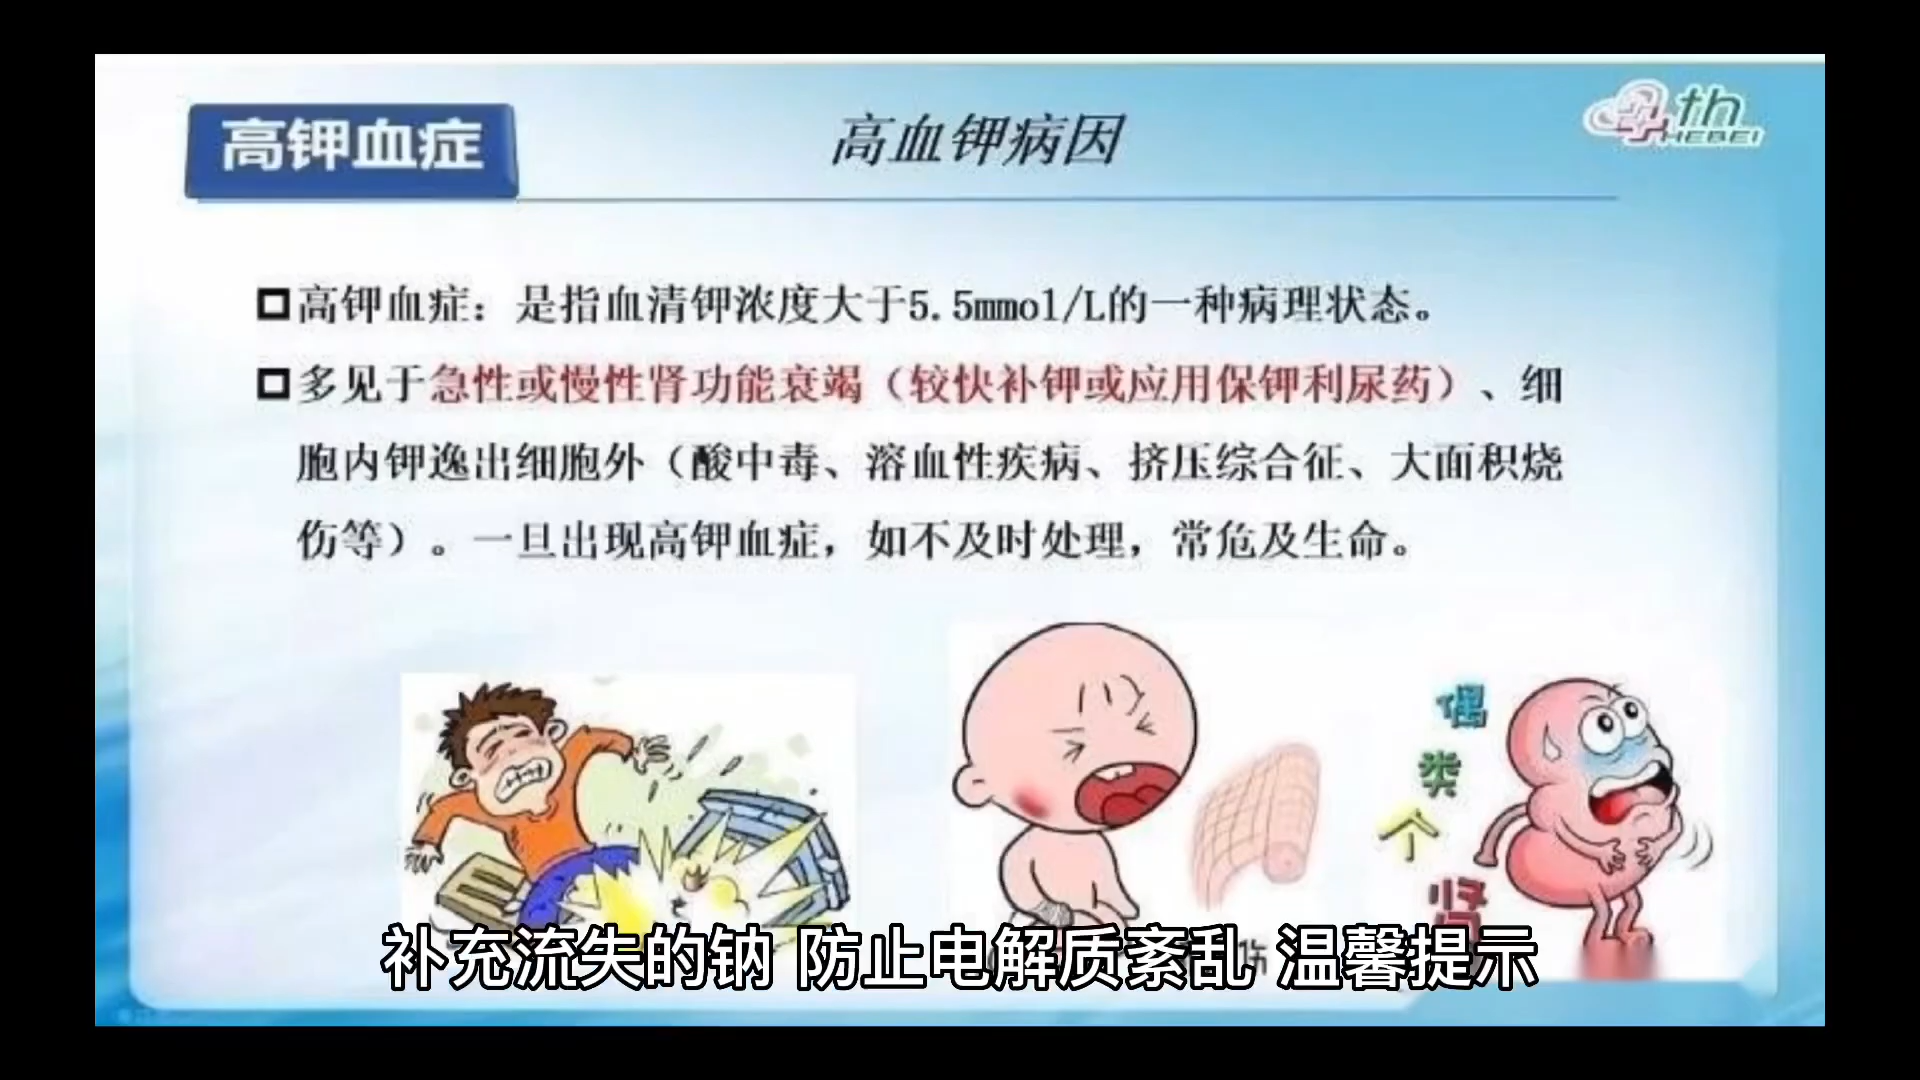 高钾血症
高血钾病因
th
HEBEI
高钾血症：是指血清钾浓度大于5.5mmol/L的一种病理状态。
多见于急性或慢性肾功能衰竭（较快补钾或应用保钾利尿药）、细
胞内钾逸出细胞外（酸中毒、溶血性疾病、挤压综合征、大面积烧
伤等）。一旦出现高钾血症，如不及时处理，常危及生命。
偶
类
个
肾
伤
补充流失的钠 防止电解质紊乱 温馨提示